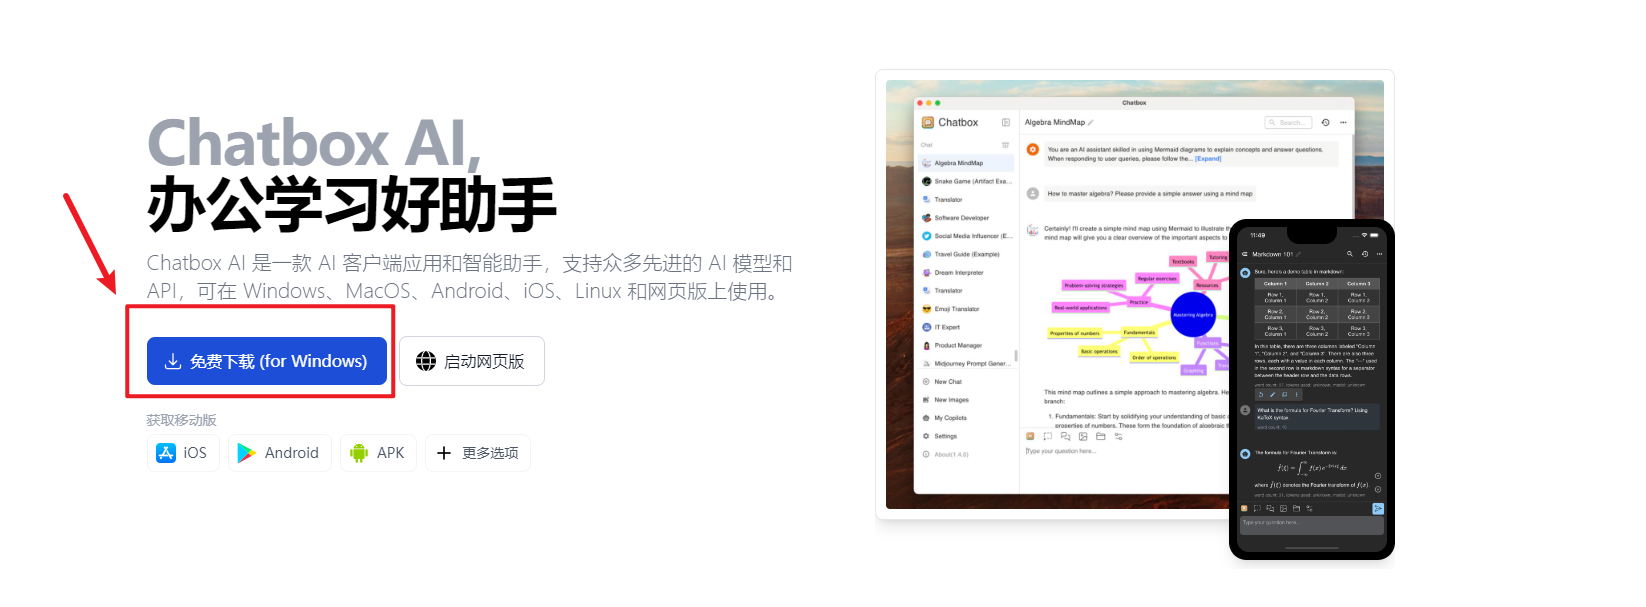 Chatbox AI,
办公学习好助手
Chatbox AI 是一款 AI 客户端应用和智能助手，支持众多先进的 AI 模型和
API，可在 Windows、MacOS、Android、iOS、Linux 和网页版上使用。
免费下载 (for Windows)
启动网页版
获取移动版
iOS
Android
APK
更多选项
Chatbox
Chatbox
Chat
Algebra MindMap
Snake Game (Artifact Exa...
Translator
Software Developer
Social Media Influencer (E...
Travel Guide (Example)
Dream Interpreter
Translator
Emoji Translator
IT Expert
Product Manager
Midjourney Prompt Gener...
New Chat
New Images
My Copilots
Settings
About(1.4.0)
Algebra MindMap
Search...
You are an AI assistant skilled in using Mermaid diagrams to explain concepts and answer questions.
When responding to user queries, please follow the... [Expand]
How to master algebra? Please provide a simple answer using a mind map
Certainly! I'll create a simple mind map using Mermaid to illustrate th
mind map will give you a clear overview of the important aspects to
Textbooks
Tutoring
Problem-solving strategies
Regular exercises
Resources
Real-world applications
Practice
Mastering Algebra
Properties of numbers
Fundamentals
Basic operations
Order of operations
Functions
Graphing
This mind map outlines a simple approach to mastering algebra. He
branch:
1. Fundamentals: Start by solidifying your understanding of basic
properties of numbers. These form the foundation of algebraic
Type your question here...
11:49
Markdown 101
Sure, here's a demo table in markdown:
Column 1 Column 2 Column 3
Row 1, Column 1 Row 1, Column 2 Row 1, Column 3
Row 2, Column 1 Row 2, Column 2 Row 2, Column 3
Row 3, Column 1 Row 3, Column 2 Row 3, Column 3
In this table, there are three columns labeled "Column
1", "Column 2", and "Column 3". There are also three
rows, each with a value in each column. The "---" used
in the second row is markdown syntax for a separator
between the header row and the data rows.
What is the formula for Fourier Transform? Using
KaTeX syntax.
The formula for Fourier Transform is:
where f̂(ξ) denotes the Fourier transform of f(x).
Type your question here...